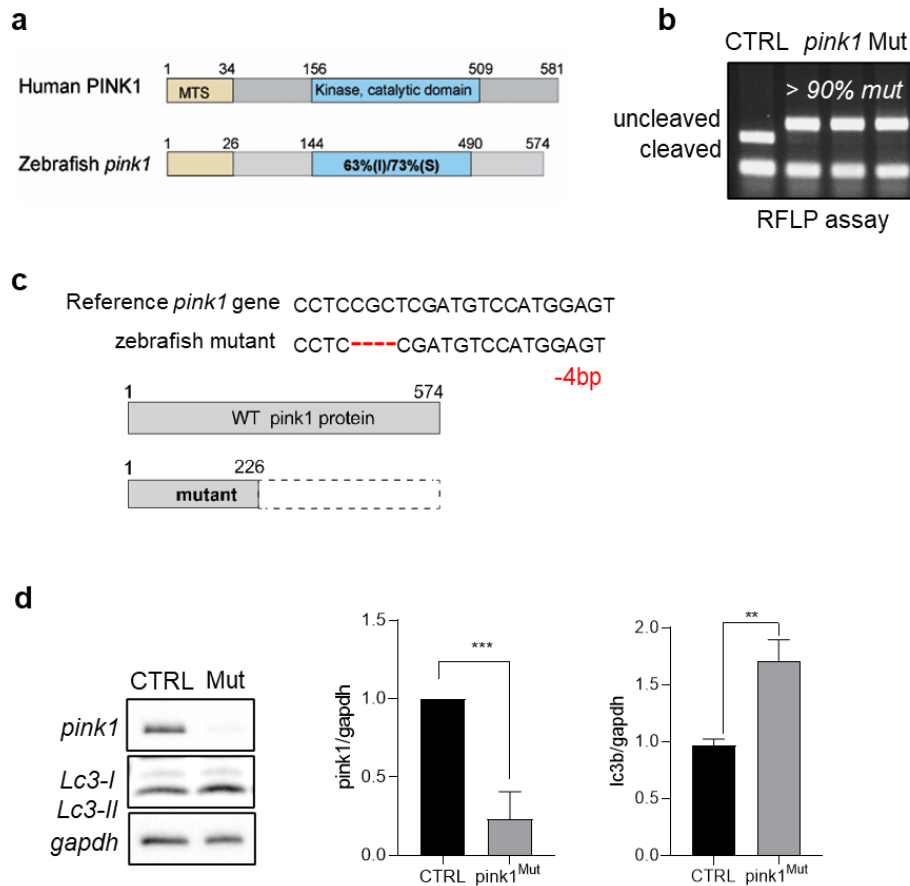 a
1 34 156 509 581
Human PINK1 MTS Kinase, catalytic domain
1 26 144 490 574
Zebrafish pink1 63%(I)/73%(S)
b
CTRL pink1 Mut
> 90% mut
uncleaved
cleaved
RFLP assay
c
Reference pink1 gene CCTCCGCTCGATGTCCATGGAGT
zebrafish mutant CCTC----CGATGTCCATGGAGT
-4bp
1 574
WT pink1 protein
1 226
mutant
d
CTRL Mut
pink1
Lc3-I
Lc3-II
gapdh
pink1/gapdh
1.5
1.0
0.5
0.0
***
CTRL pink1Mut
lc3b/gapdh
2.0
1.5
1.0
0.5
0.0
**
CTRL pink1Mut